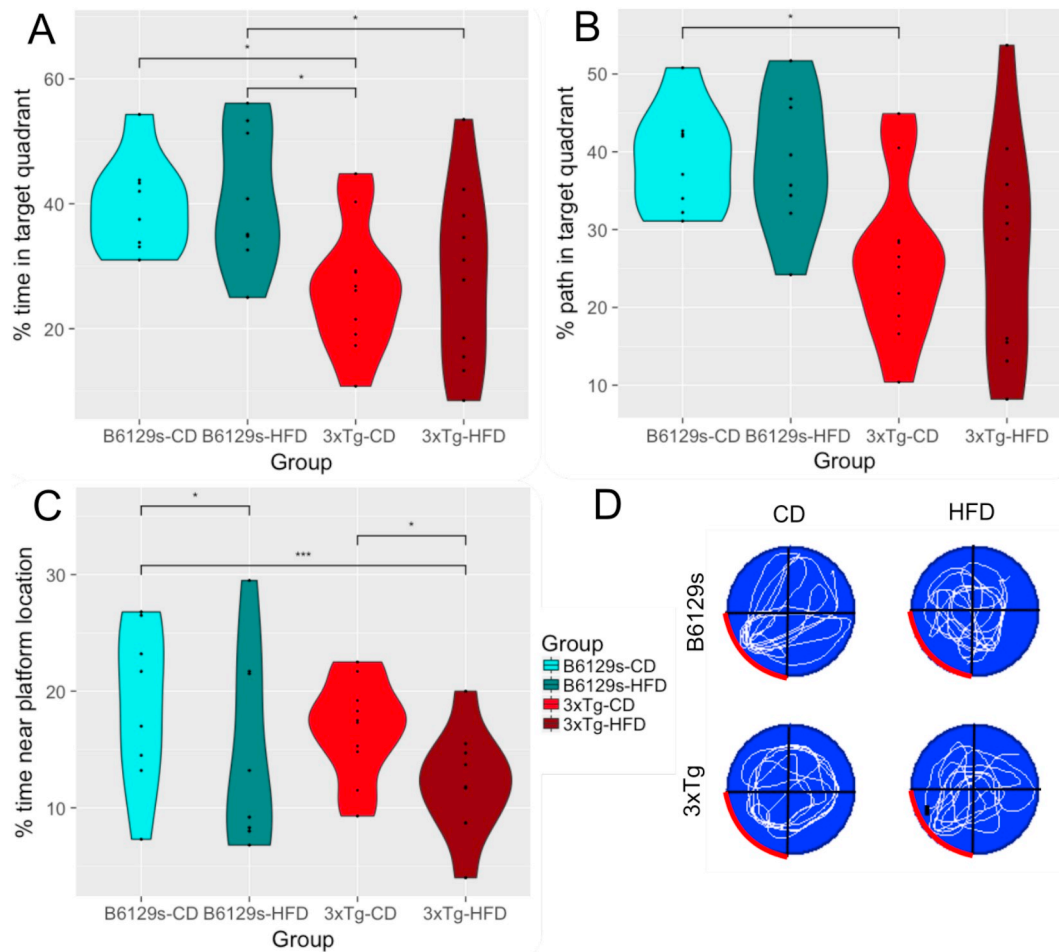 A
*
*
*
60
40
20
% time in target quadrant
B6129s-CD B6129s-HFD 3xTg-CD 3xTg-HFD
Group
B
*
50
40
30
20
10
% path in target quadrant
B6129s-CD B6129s-HFD 3xTg-CD 3xTg-HFD
Group
C
*
*
***
30
20
10
% time near platform location
B6129s-CD B6129s-HFD 3xTg-CD 3xTg-HFD
Group
Group
B6129s-CD
B6129s-HFD
3xTg-CD
3xTg-HFD
D
CD HFD
B6129s
3xTg